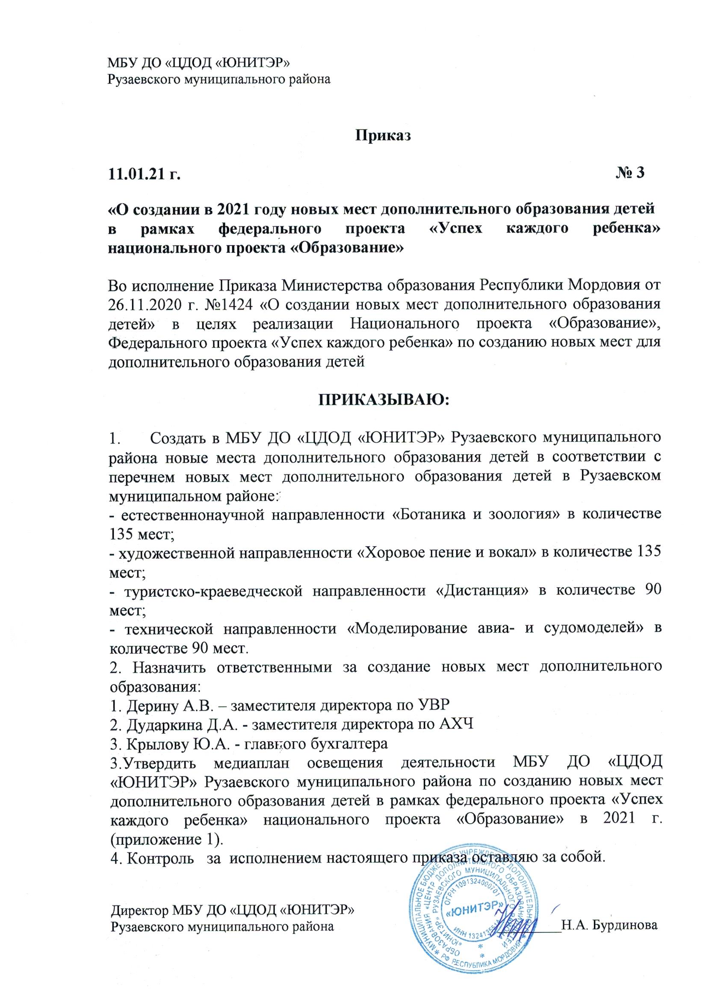 МБУ ДО «ЦДОД «ЮНИТЭР»
Рузаевского муниципального района
Приказ
11.01.21 г. № 3
«О создании в 2021 году новых мест дополнительного образования детей
в рамках федерального проекта «Успех каждого ребенка»
национального проекта «Образование»
Во исполнение Приказа Министерства образования Республики Мордовия от
26.11.2020 г. №1424 «О создании новых мест дополнительного образования
детей» в целях реализации Национального проекта «Образование»,
Федерального проекта «Успех каждого ребенка» по созданию новых мест для
дополнительного образования детей
ПРИКАЗЫВАЮ:
1. Создать в МБУ ДО «ЦДОД «ЮНИТЭР» Рузаевского муниципального
района новые места дополнительного образования детей в соответствии с
перечнем новых мест дополнительного образования детей в Рузаевском
муниципальном районе:
- естественнонаучной направленности «Ботаника и зоология» в количестве
135 мест;
- художественной направленности «Хоровое пение и вокал» в количестве 135
мест;
- туристско-краеведческой направленности «Дистанция» в количестве 90
мест;
- технической направленности «Моделирование авиа- и судомоделей» в
количестве 90 мест.
2. Назначить ответственными за создание новых мест дополнительного
образования:
1. Дерину А.В. – заместителя директора по УВР
2. Дударкина Д.А. - заместителя директора по АХЧ
3. Крылову Ю.А. - главного бухгалтера
3.Утвердить медиаплан освещения деятельности МБУ ДО «ЦДОД
«ЮНИТЭР» Рузаевского муниципального района по созданию новых мест
дополнительного образования детей в рамках федерального проекта «Успех
каждого ребенка» национального проекта «Образование» в 2021 г.
(приложение 1).
4. Контроль за исполнением настоящего приказа оставляю за собой.
Директор МБУ ДО «ЦДОД «ЮНИТЭР»
Рузаевского муниципального района Н.А. Бурдинова
МУНИЦИПАЛЬНОЕ БЮДЖЕТНОЕ УЧРЕЖДЕНИЕ ДОПОЛНИТЕЛЬНОГО
ОБРАЗОВАНИЯ «ЦЕНТР ДОПОЛНИТЕЛЬНОГО ОБРАЗОВАНИЯ ДЕТЕЙ
«ЮНИТЭР» РУЗАЕВСКОГО МУНИЦИПАЛЬНОГО РАЙОНА
ОГРН 1091324000701
«ЮНИТЭР»
ИНН
* РФ РЕСПУБЛИКА МОРДОВИЯ *